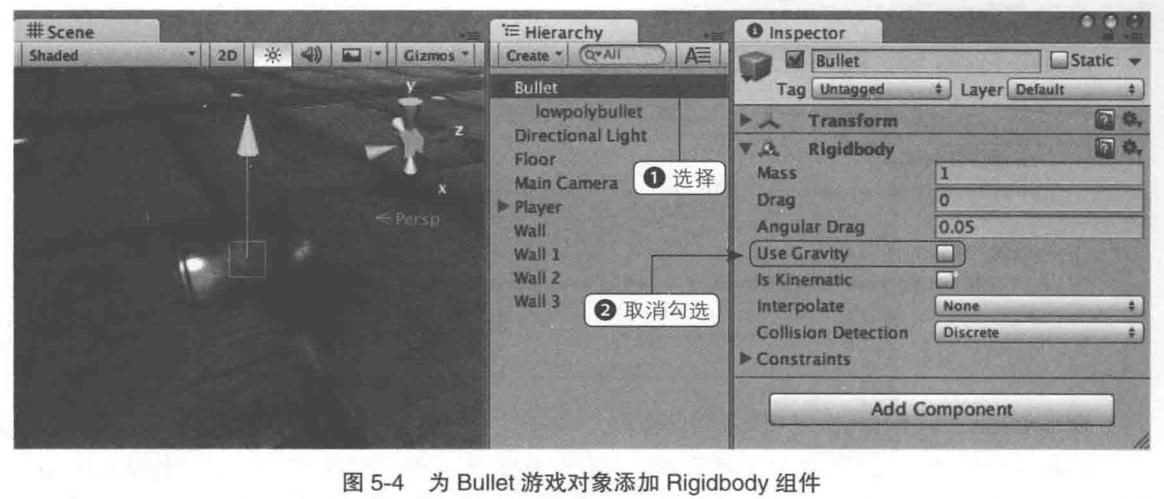 Scene
Shaded 2D Gizmos
y
z
x
Persp
Hierarchy
Create All
Bullet
lowpolybullet
Directional Light
Floor
Main Camera
Player
Wall
Wall 1
Wall 2
Wall 3
❶ 选择
❷ 取消勾选
Inspector
Bullet Static
Tag Untagged Layer Default
Transform
Rigidbody
Mass 1
Drag 0
Angular Drag 0.05
Use Gravity
Is Kinematic
Interpolate None
Collision Detection Discrete
Constraints
Add Component
图 5-4 为 Bullet 游戏对象添加 Rigidbody 组件